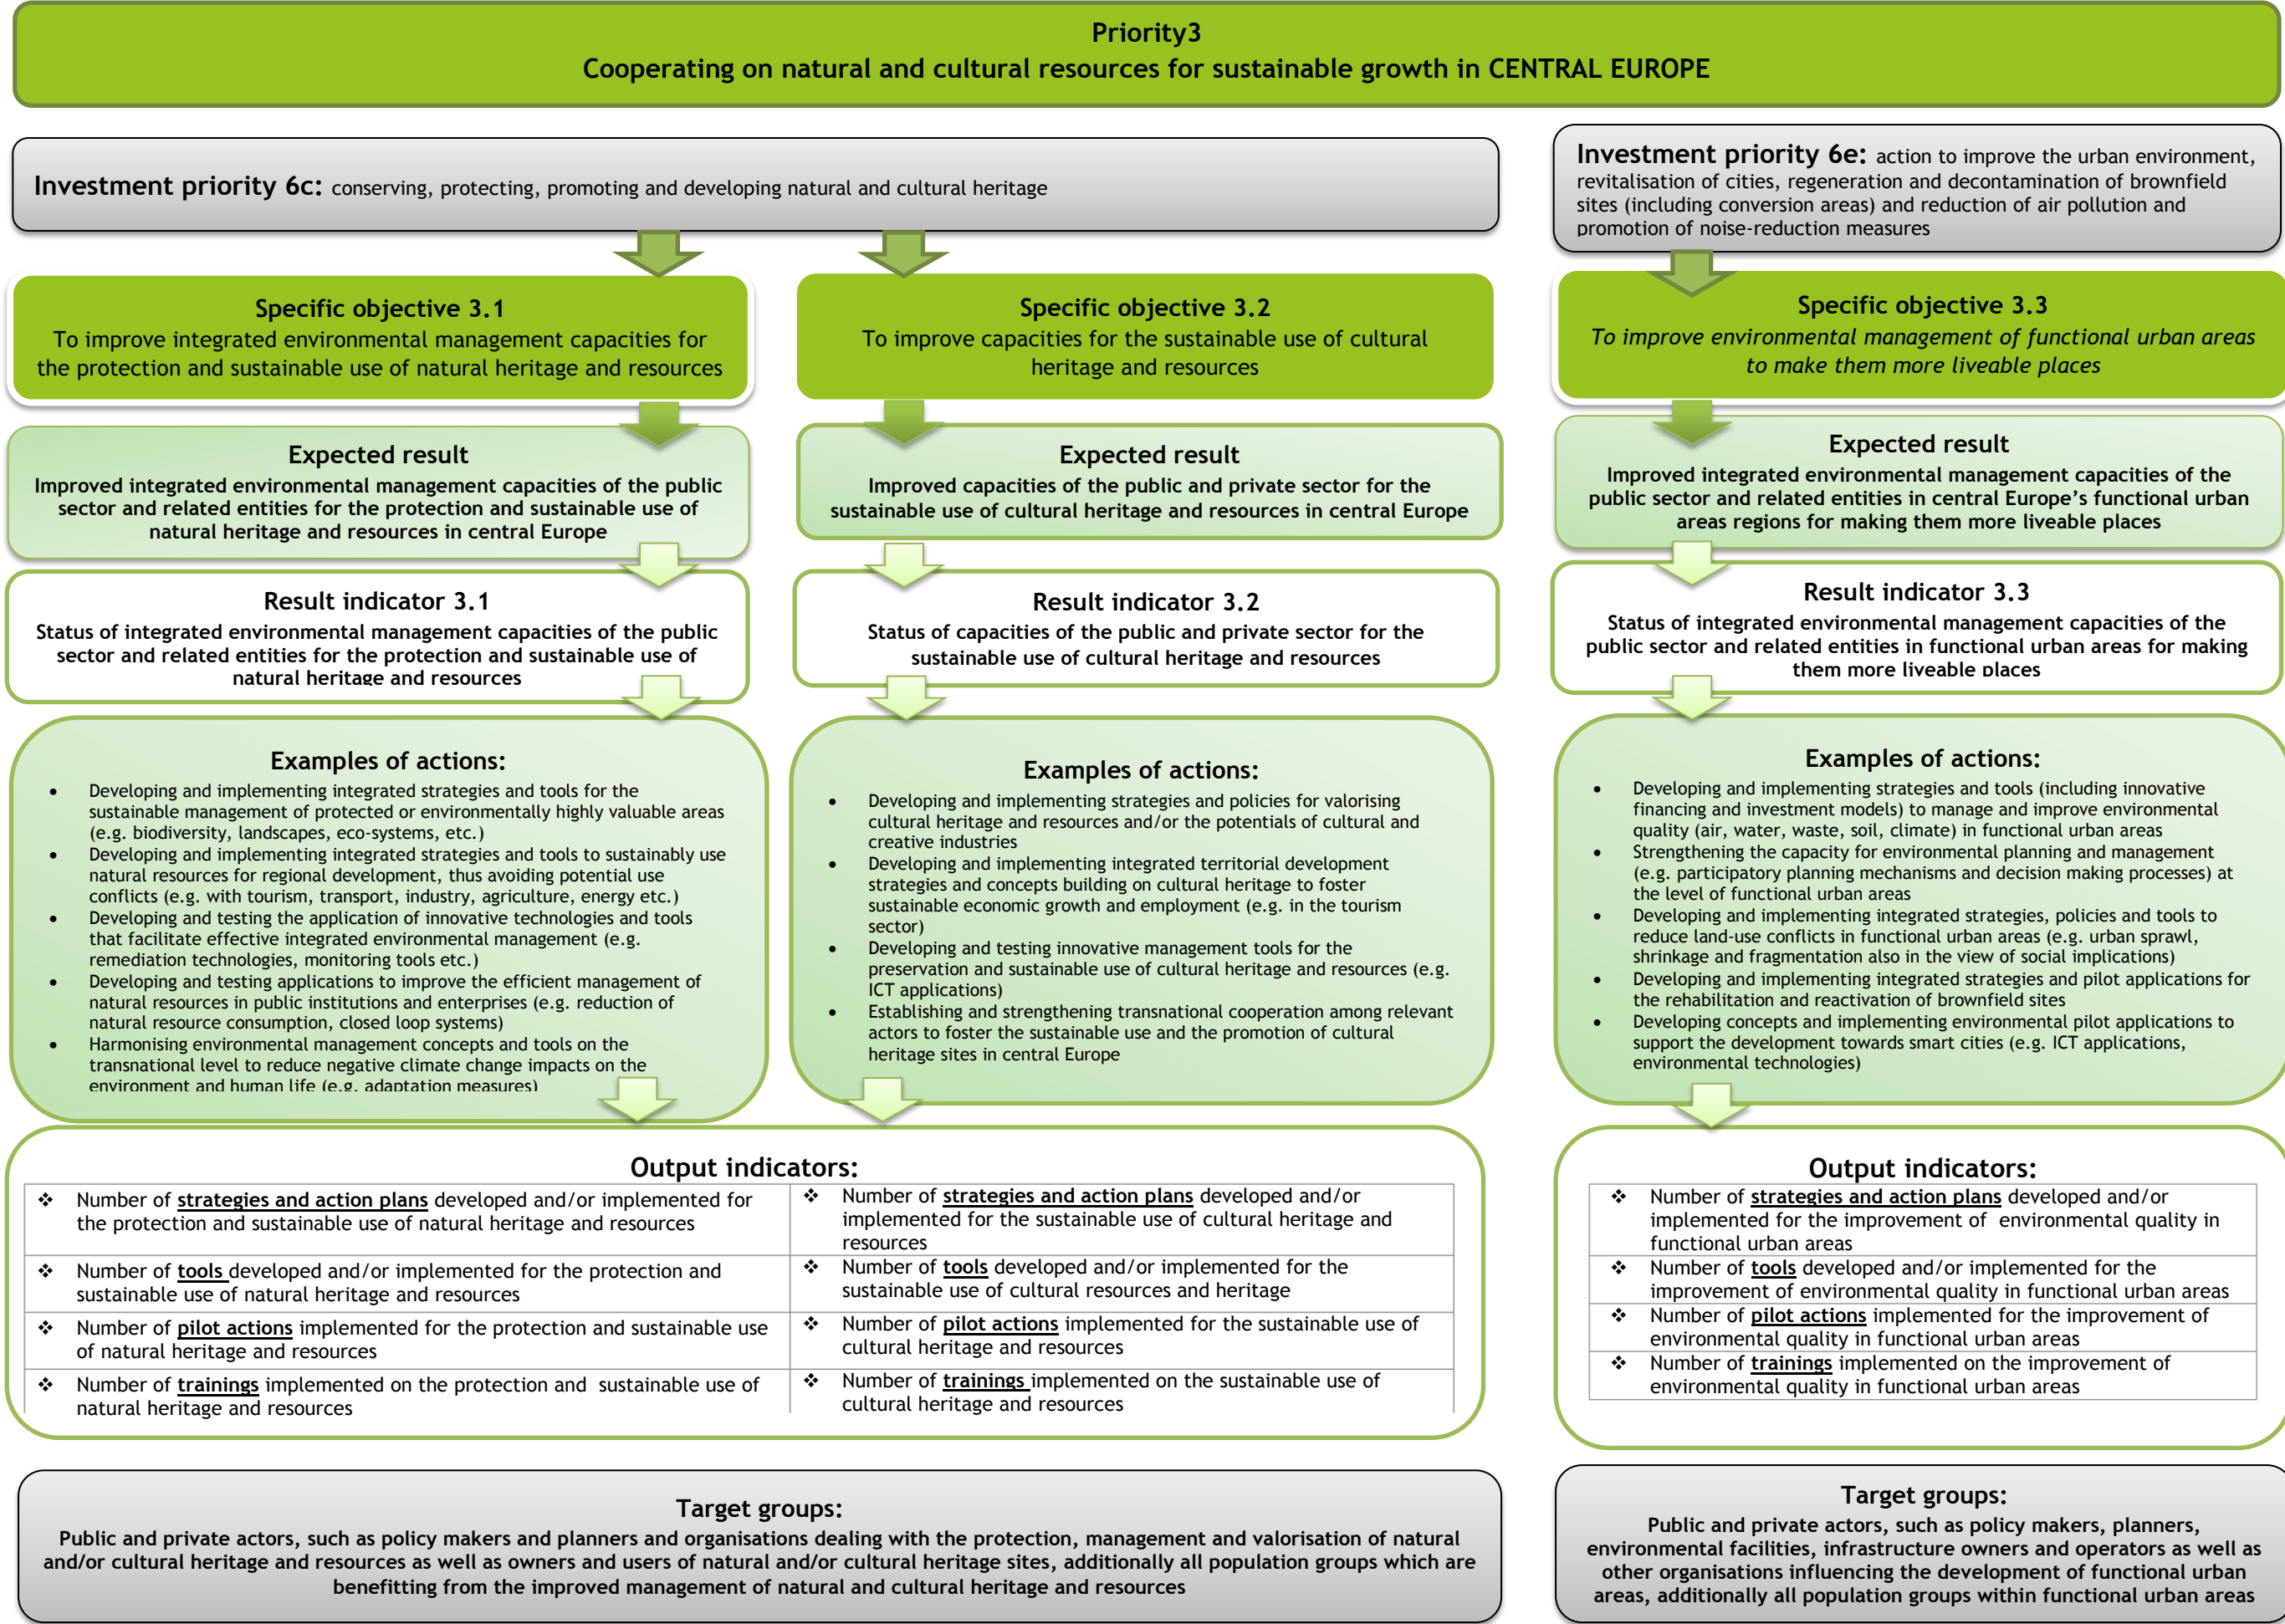 Priority3
Cooperating on natural and cultural resources for sustainable growth in CENTRAL EUROPE
Investment priority 6c: conserving, protecting, promoting and developing natural and cultural heritage
Specific objective 3.1
To improve integrated environmental management capacities for
the protection and sustainable use of natural heritage and resources
Expected result
Improved integrated environmental management capacities of the public
sector and related entities for the protection and sustainable use of
natural heritage and resources in central Europe
Result indicator 3.1
Status of integrated environmental management capacities of the public
sector and related entities for the protection and sustainable use of
natural heritage and resources
Examples of actions:
• Developing and implementing integrated strategies and tools for the
sustainable management of protected or environmentally highly valuable areas
(e.g. biodiversity, landscapes, eco-systems, etc.)
• Developing and implementing integrated strategies and tools to sustainably use
natural resources for regional development, thus avoiding potential use
conflicts (e.g. with tourism, transport, industry, agriculture, energy etc.)
• Developing and testing the application of innovative technologies and tools
that facilitate effective integrated environmental management (e.g.
remediation technologies, monitoring tools etc.)
• Developing and testing applications to improve the efficient management of
natural resources in public institutions and enterprises (e.g. reduction of
natural resource consumption, closed loop systems)
• Harmonising environmental management concepts and tools on the
transnational level to reduce negative climate change impacts on the
environment and human life (e.g. adaptation measures)
Specific objective 3.2
To improve capacities for the sustainable use of cultural
heritage and resources
Expected result
Improved capacities of the public and private sector for the
sustainable use of cultural heritage and resources in central Europe
Result indicator 3.2
Status of capacities of the public and private sector for the
sustainable use of cultural heritage and resources
Examples of actions:
• Developing and implementing strategies and policies for valorising
cultural heritage and resources and/or the potentials of cultural and
creative industries
• Developing and implementing integrated territorial development
strategies and concepts building on cultural heritage to foster
sustainable economic growth and employment (e.g. in the tourism
sector)
• Developing and testing innovative management tools for the
preservation and sustainable use of cultural heritage and resources (e.g.
ICT applications)
• Establishing and strengthening transnational cooperation among relevant
actors to foster the sustainable use and the promotion of cultural
heritage sites in central Europe
Output indicators:
❖ Number of strategies and action plans developed and/or implemented for
the protection and sustainable use of natural heritage and resources
❖ Number of strategies and action plans developed and/or
implemented for the sustainable use of cultural heritage and
resources
❖ Number of tools developed and/or implemented for the protection and
sustainable use of natural heritage and resources
❖ Number of tools developed and/or implemented for the
sustainable use of cultural resources and heritage
❖ Number of pilot actions implemented for the protection and sustainable use
of natural heritage and resources
❖ Number of pilot actions implemented for the sustainable use of
cultural heritage and resources
❖ Number of trainings implemented on the protection and sustainable use of
natural heritage and resources
❖ Number of trainings implemented on the sustainable use of
cultural heritage and resources
Target groups:
Public and private actors, such as policy makers and planners and organisations dealing with the protection, management and valorisation of natural
and/or cultural heritage and resources as well as owners and users of natural and/or cultural heritage sites, additionally all population groups which are
benefitting from the improved management of natural and cultural heritage and resources
Investment priority 6e: action to improve the urban environment,
revitalisation of cities, regeneration and decontamination of brownfield
sites (including conversion areas) and reduction of air pollution and
promotion of noise-reduction measures
Specific objective 3.3
To improve environmental management of functional urban areas
to make them more liveable places
Expected result
Improved integrated environmental management capacities of the
public sector and related entities in central Europe’s functional urban
areas regions for making them more liveable places
Result indicator 3.3
Status of integrated environmental management capacities of the
public sector and related entities in functional urban areas for making
them more liveable places
Examples of actions:
• Developing and implementing strategies and tools (including innovative
financing and investment models) to manage and improve environmental
quality (air, water, waste, soil, climate) in functional urban areas
• Strengthening the capacity for environmental planning and management
(e.g. participatory planning mechanisms and decision making processes) at
the level of functional urban areas
• Developing and implementing integrated strategies, policies and tools to
reduce land-use conflicts in functional urban areas (e.g. urban sprawl,
shrinkage and fragmentation also in the view of social implications)
• Developing and implementing integrated strategies and pilot applications for
the rehabilitation and reactivation of brownfield sites
• Developing concepts and implementing environmental pilot applications to
support the development towards smart cities (e.g. ICT applications,
environmental technologies)
Output indicators:
❖ Number of strategies and action plans developed and/or
implemented for the improvement of environmental quality in
functional urban areas
❖ Number of tools developed and/or implemented for the
improvement of environmental quality in functional urban areas
❖ Number of pilot actions implemented for the improvement of
environmental quality in functional urban areas
❖ Number of trainings implemented on the improvement of
environmental quality in functional urban areas
Target groups:
Public and private actors, such as policy makers, planners,
environmental facilities, infrastructure owners and operators as well as
other organisations influencing the development of functional urban
areas, additionally all population groups within functional urban areas